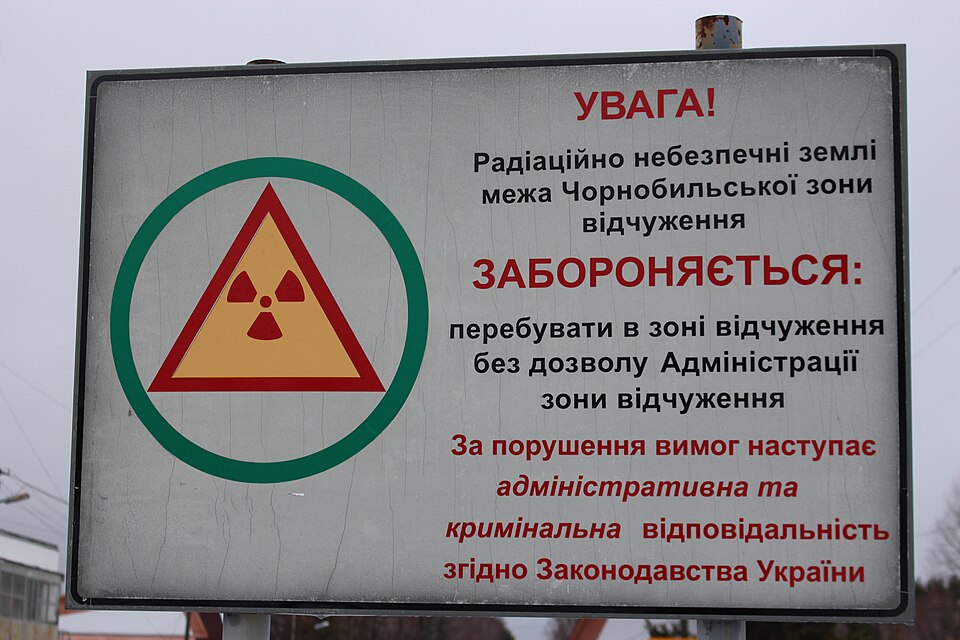 УВАГА!
Радіаційно небезпечні землі
межа Чорнобильської зони
відчуження
ЗАБОРОНЯЄТЬСЯ:
перебувати в зоні відчуження
без дозволу Адміністрації
зони відчуження
За порушення вимог наступає
адміністративна та
кримінальна відповідальність
згідно Законодавства України